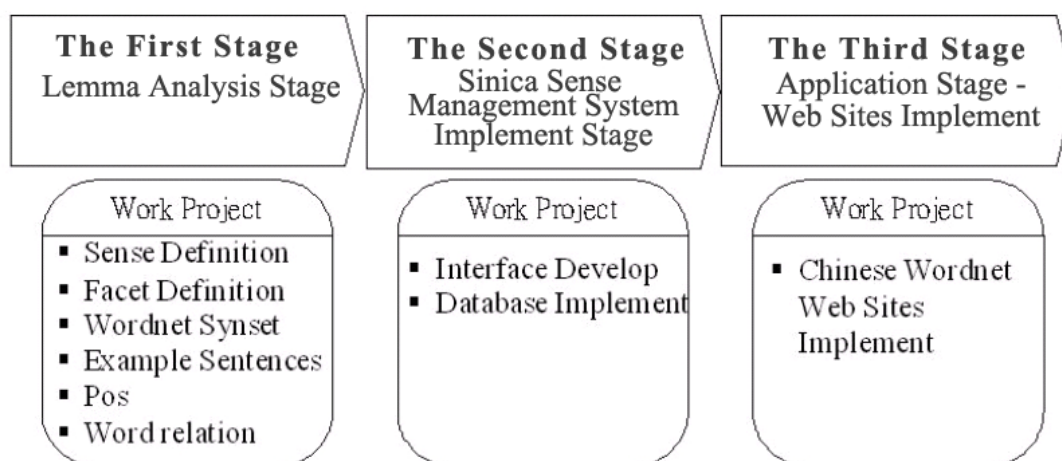 The First Stage
Lemma Analysis Stage
The Second Stage
Sinica Sense
Management System
Implement Stage
The Third Stage
Application Stage -
Web Sites Implement
Work Project
▪ Sense Definition
▪ Facet Definition
▪ Wordnet Synset
▪ Example Sentences
▪ Pos
▪ Word relation
Work Project
▪ Interface Develop
▪ Database Implement
Work Project
▪ Chinese Wordnet
Web Sites
Implement